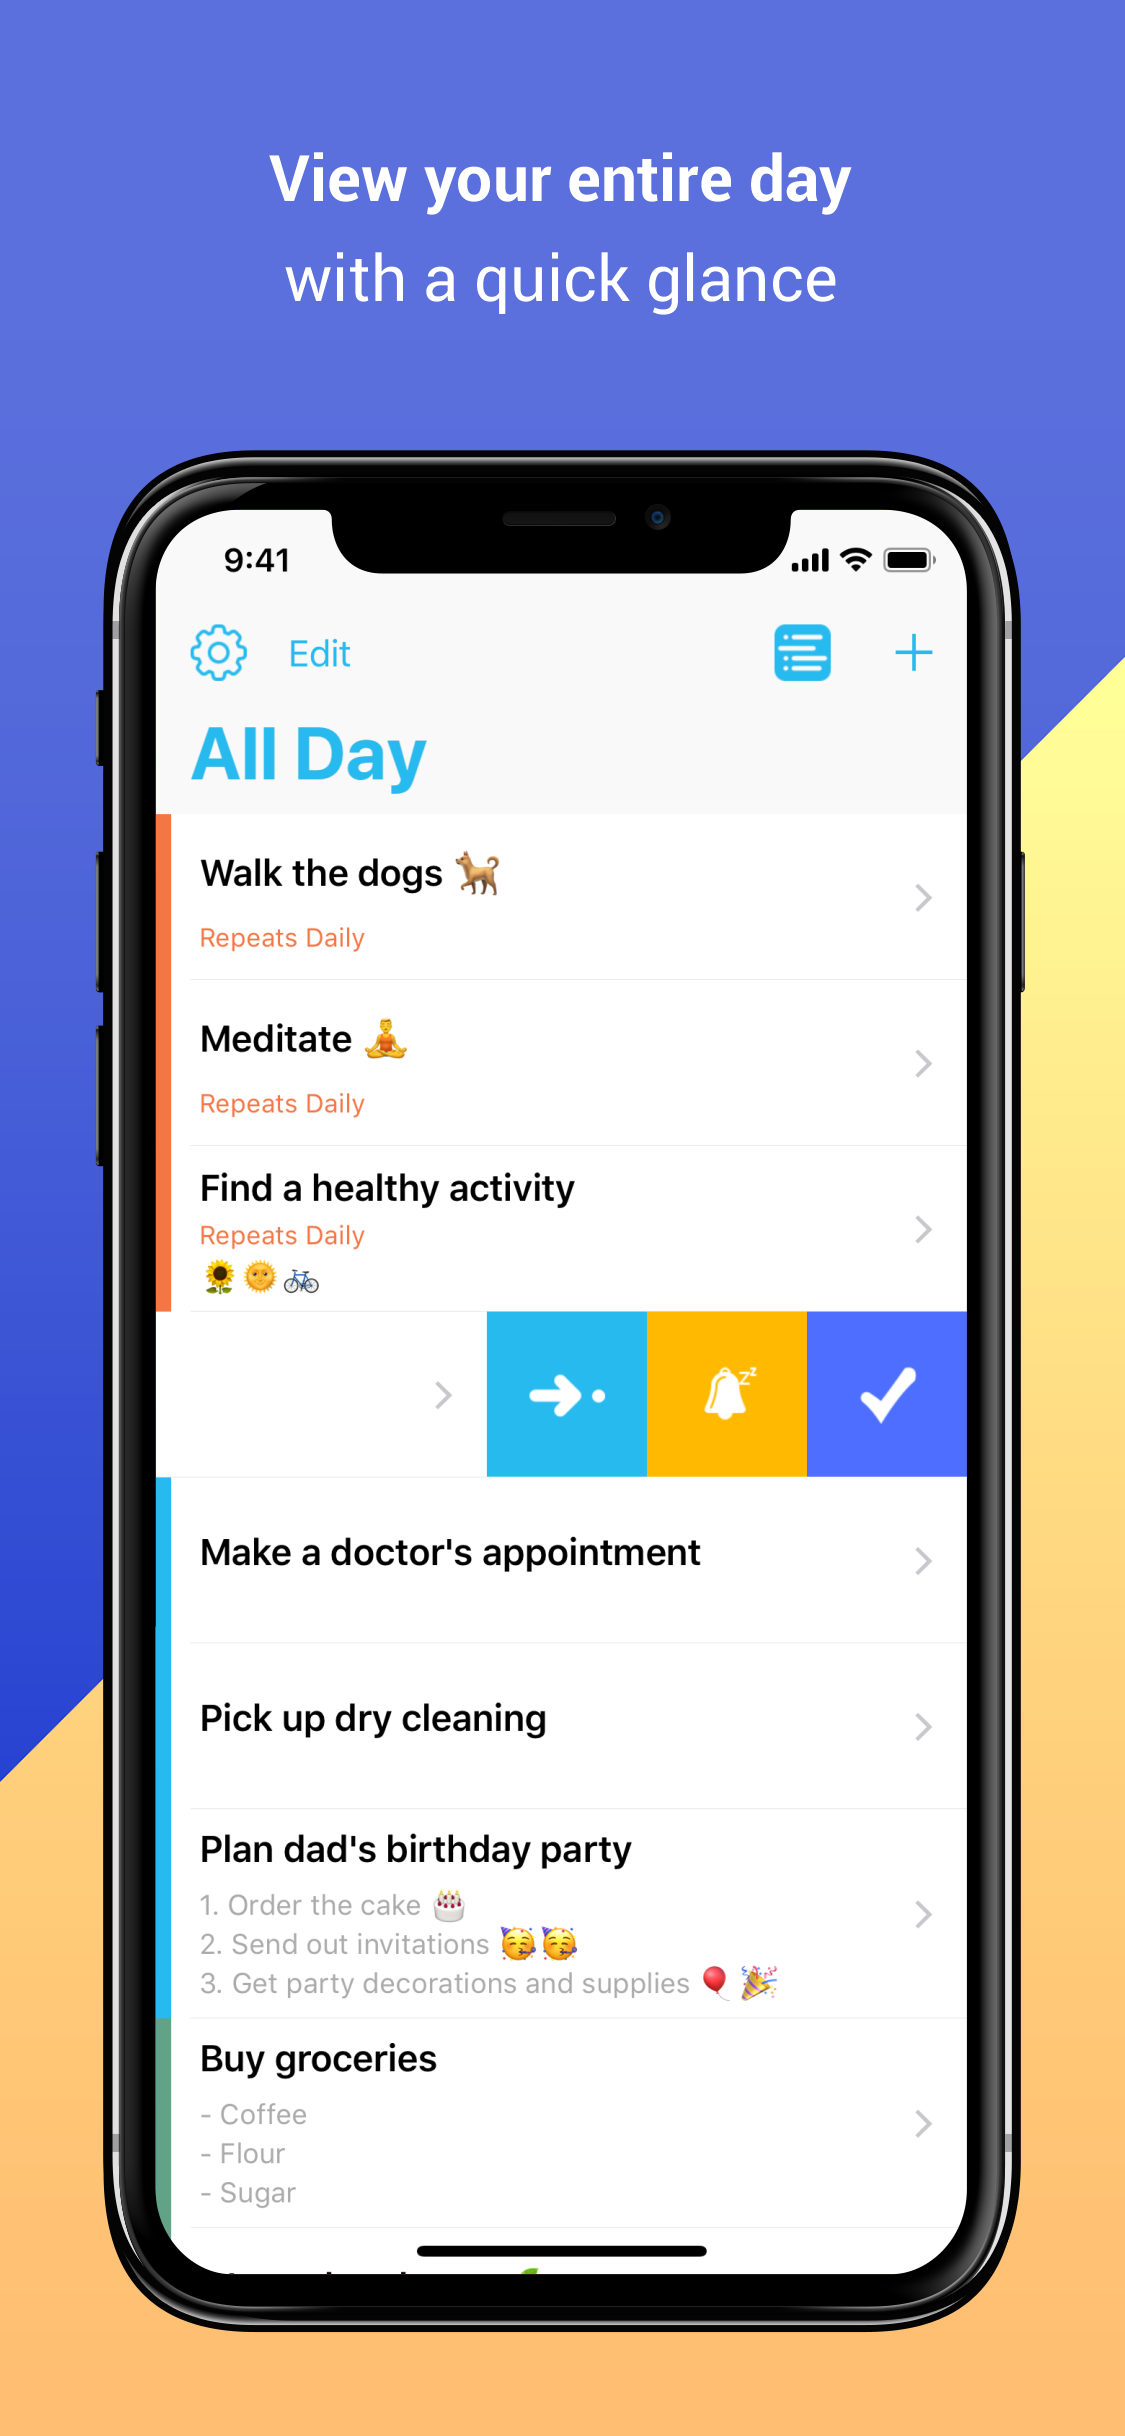 View your entire day
with a quick glance
9:41
Edit
All Day
Walk the dogs 🐕
Repeats Daily
Meditate 🧘
Repeats Daily
Find a healthy activity
Repeats Daily
🌻🌞🚲
Make a doctor's appointment
Pick up dry cleaning
Plan dad's birthday party
1. Order the cake 🎂
2. Send out invitations 🥳🥳
3. Get party decorations and supplies 🎈🎉
Buy groceries
- Coffee
- Flour
- Sugar